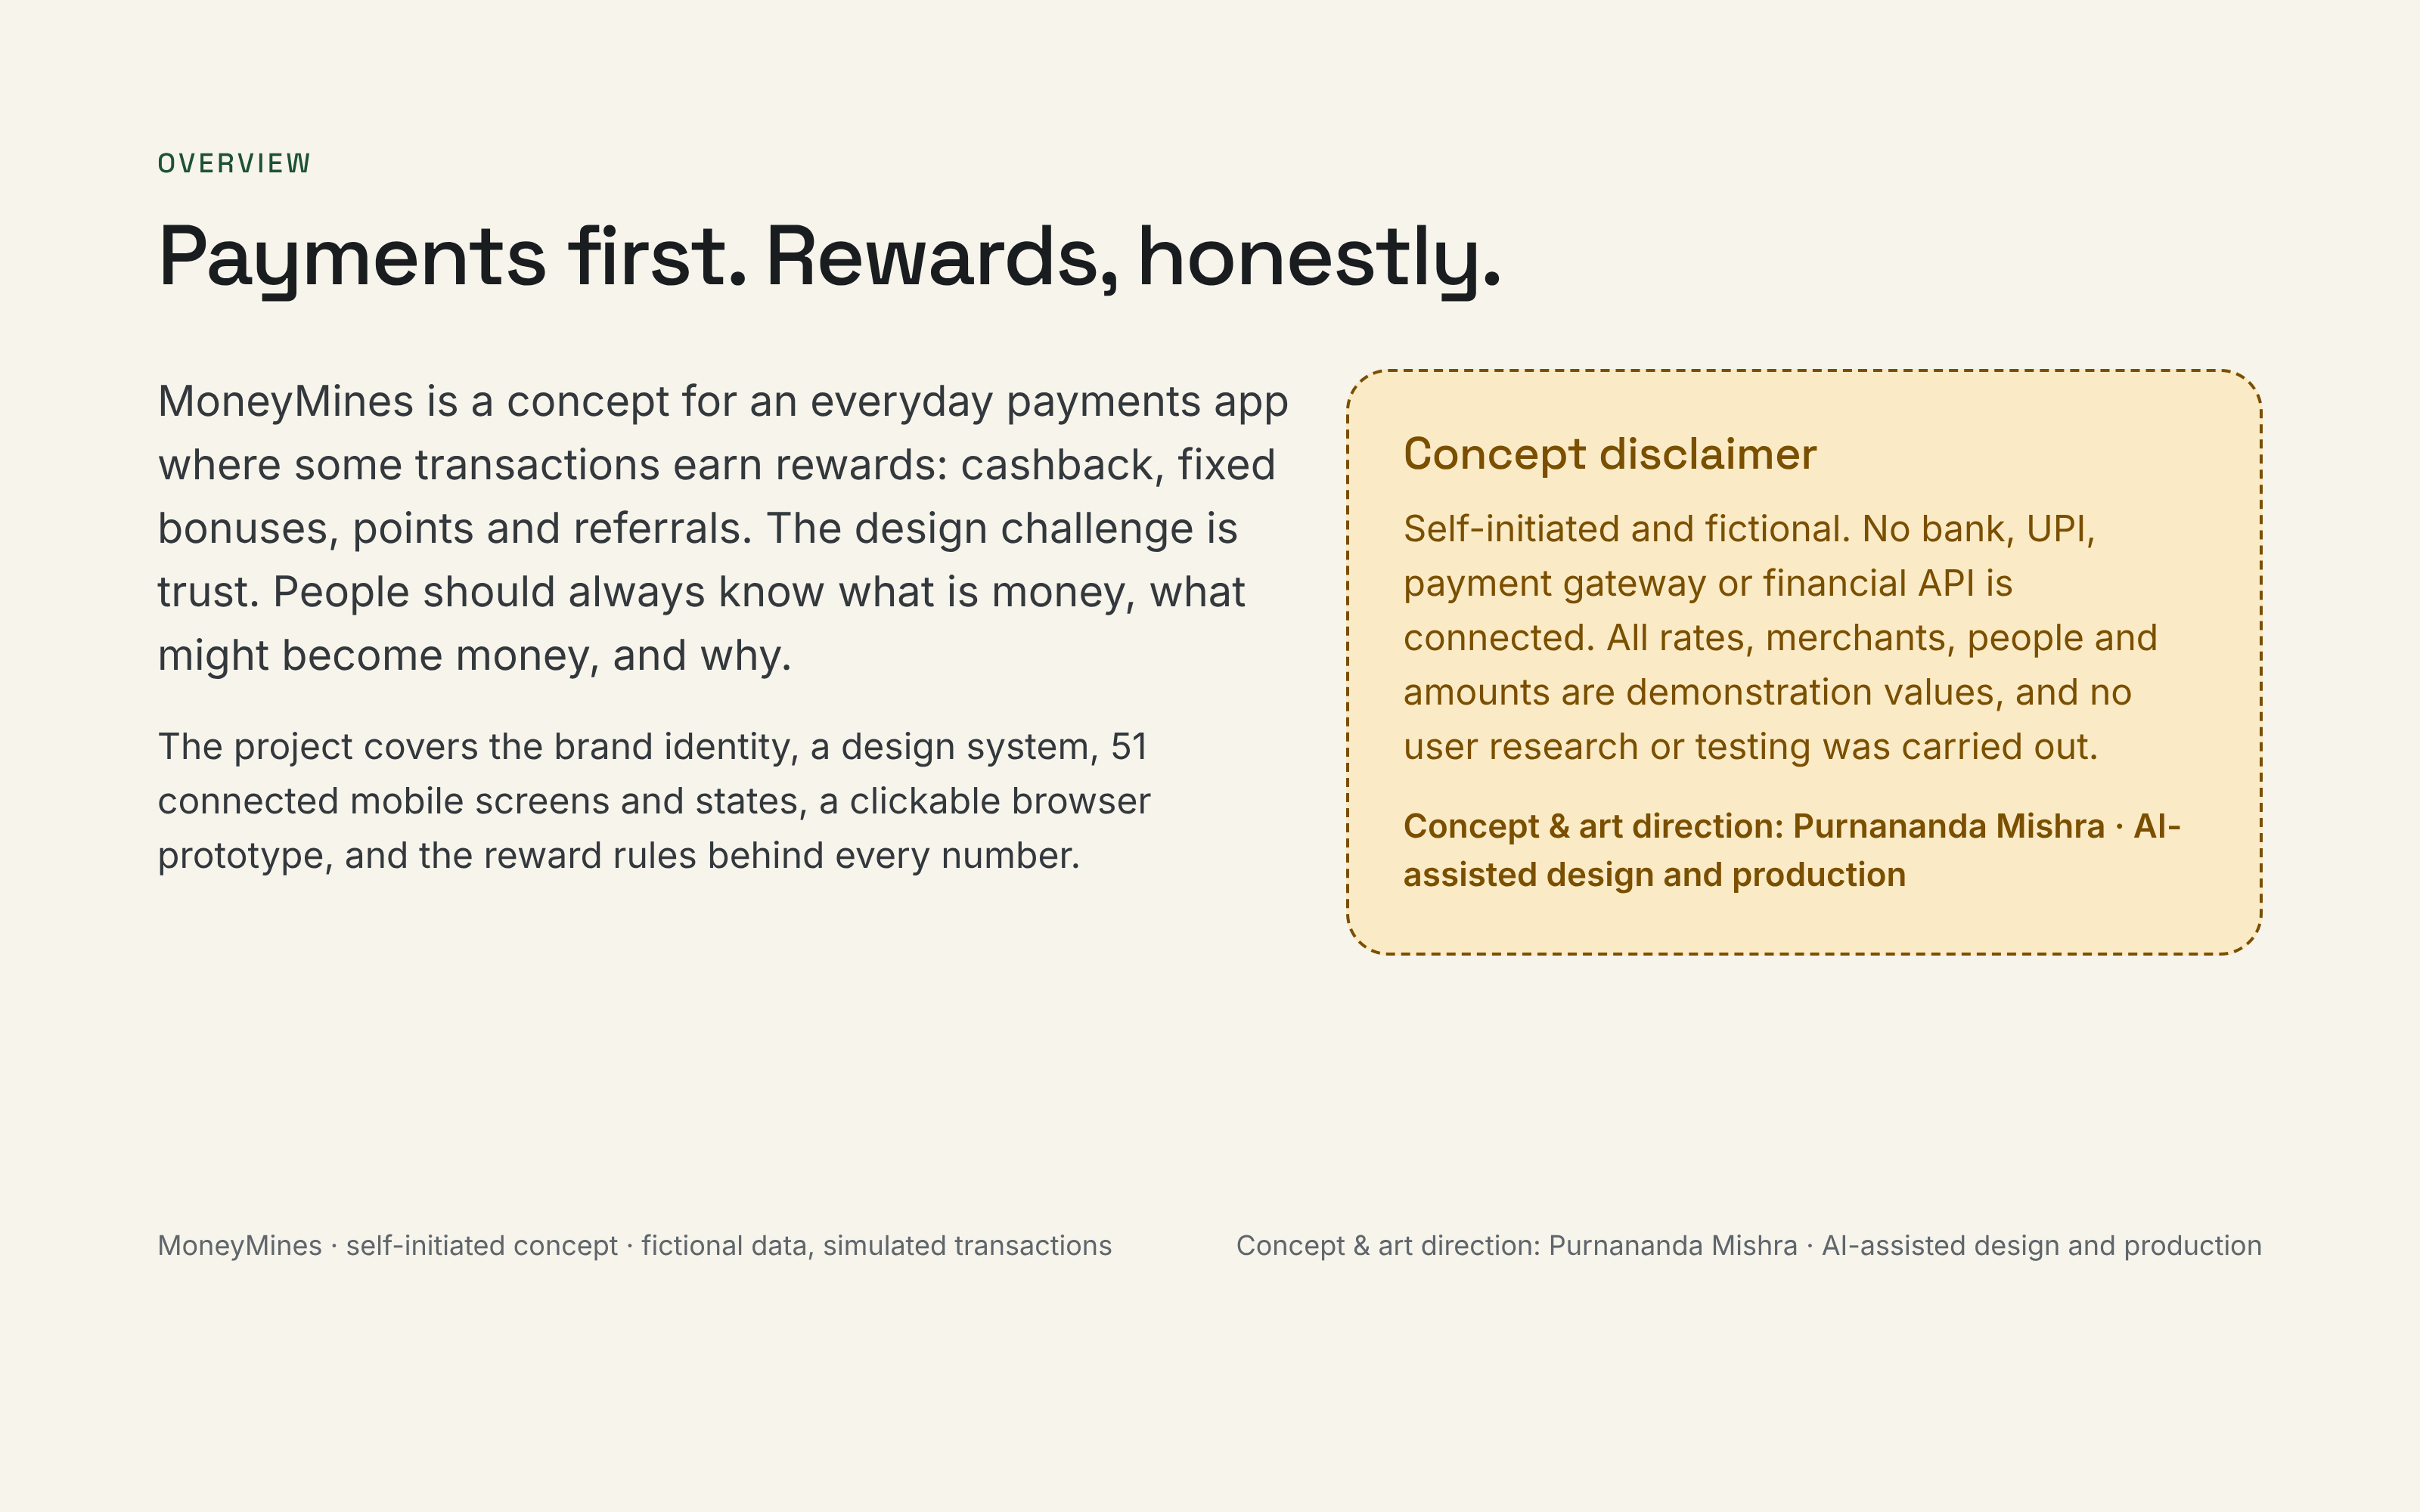 OVERVIEW
Payments first. Rewards, honestly.
MoneyMines is a concept for an everyday payments app
where some transactions earn rewards: cashback, fixed
bonuses, points and referrals. The design challenge is
trust. People should always know what is money, what
might become money, and why.
The project covers the brand identity, a design system, 51
connected mobile screens and states, a clickable browser
prototype, and the reward rules behind every number.
Concept disclaimer
Self-initiated and fictional. No bank, UPI,
payment gateway or financial API is
connected. All rates, merchants, people and
amounts are demonstration values, and no
user research or testing was carried out.
Concept & art direction: Purnananda Mishra · AI-
assisted design and production
MoneyMines · self-initiated concept · fictional data, simulated transactions
Concept & art direction: Purnananda Mishra · AI-assisted design and production